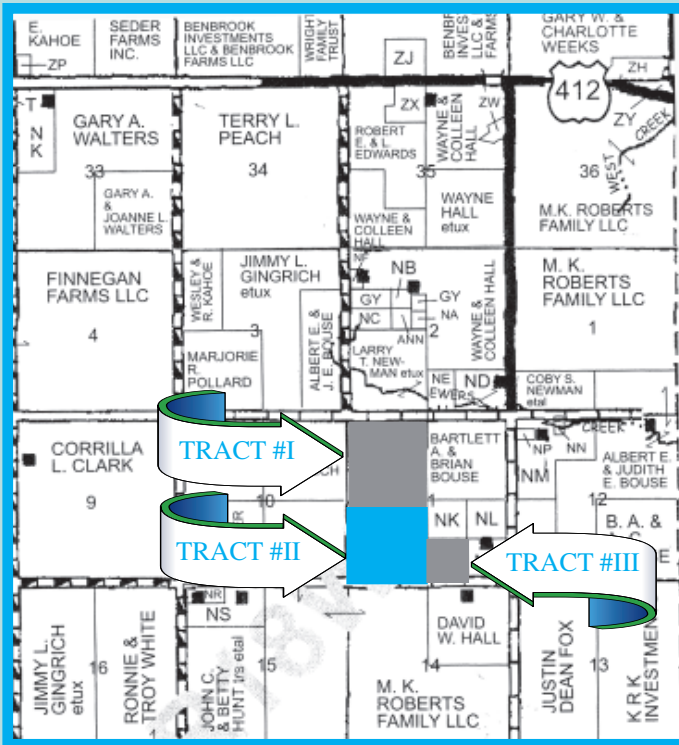 E.
KAHOE
ZP
SEDER
FARMS
INC.
BENBROOK
INVESTMENTS
LLC & BENBROOK
FARMS LLC
WRIGHT
FAMILY
TRUST
ZJ
GARY W. &
CHARLOTTE
WEEKS
ZH
412
T
N
K
GARY A.
WALTERS
33
GARY A.
&
JOANNE L.
WALTERS
TERRY L.
PEACH
34
ZX
ROBERT
E. & L.
EDWARDS
WAYNE &
COLLEEN
HALL
ZW
35
WAYNE &
COLLEEN
HALL
WAYNE
HALL
etux
ZY
WEST
CREEK
36
M.K. ROBERTS
FAMILY LLC
FINNEGAN
FARMS LLC
4
WESLEY &
R. KAHOE
JIMMY L.
GINGRICH
etux
3
MARJORIE
R.
POLLARD
ALBERT E. &
J. E. BOUSE
NF
NB
GY
GY
NC
NA
ANN
2
LARRY
T. NEW-
MAN etux
WAYNE &
COLLEEN HALL
NE
ND
EWERS
M. K.
ROBERTS
FAMILY LLC
1
COBY S.
NEWMAN
etal
CORRILLA
L. CLARK
9
TRACT #I
10
TRACT #II
BARTLETT
A. &
BRIAN
BOUSE
NK
NL
TRACT #III
CREEK
NP
NN
NM
ALBERT E.
& JUDITH
E. BOUSE
12
B. A. &
JIMMY L.
GINGRICH
etux
16
RONNIE &
TROY WHITE
NR
NS
JOHN C.
& BETTY
HUNT trs etal
15
DAVID
W. HALL
14
M. K.
ROBERTS
FAMILY LLC
JUSTIN
DEAN FOX
13
K R K